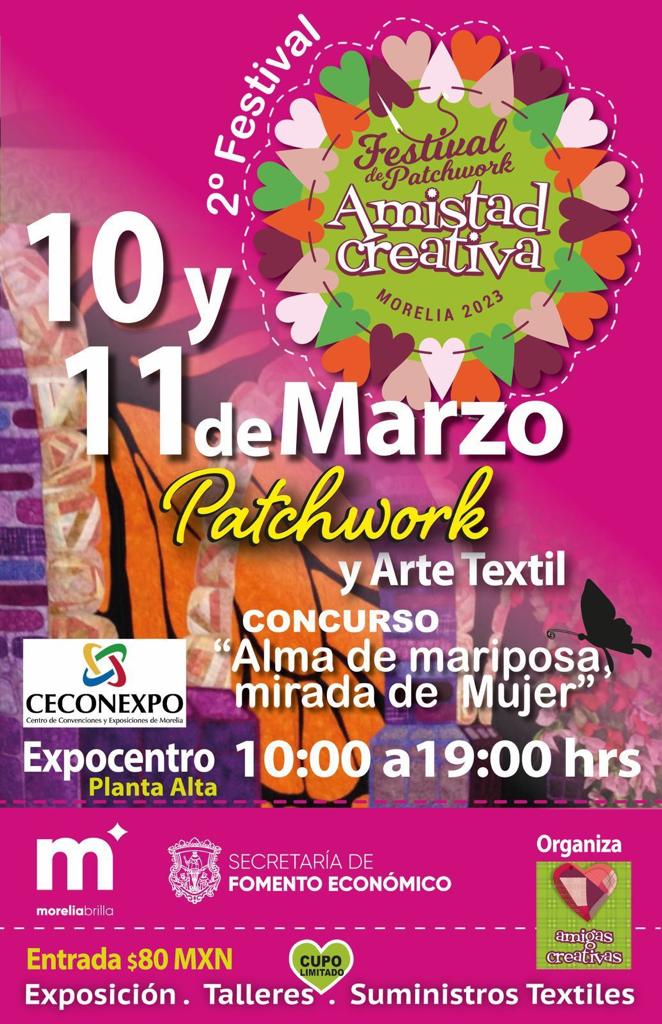 2º Festival
Festival
de Patchwork
Amistad
creativa
MORELIA 2023
10 y
11 de Marzo
Patchwork
y Arte Textil
CONCURSO
“Alma de mariposa,
mirada de Mujer”
CECONEXPO
Centro de Convenciones y Exposiciones de Morelia
Expocentro
Planta Alta
10:00 a 19:00 hrs
m
moreliabrilla
SECRETARÍA DE
FOMENTO ECONÓMICO
Organiza
amigas
creativas
Entrada $80 MXN
CUPO
LIMITADO
Exposición . Talleres . Suministros Textiles